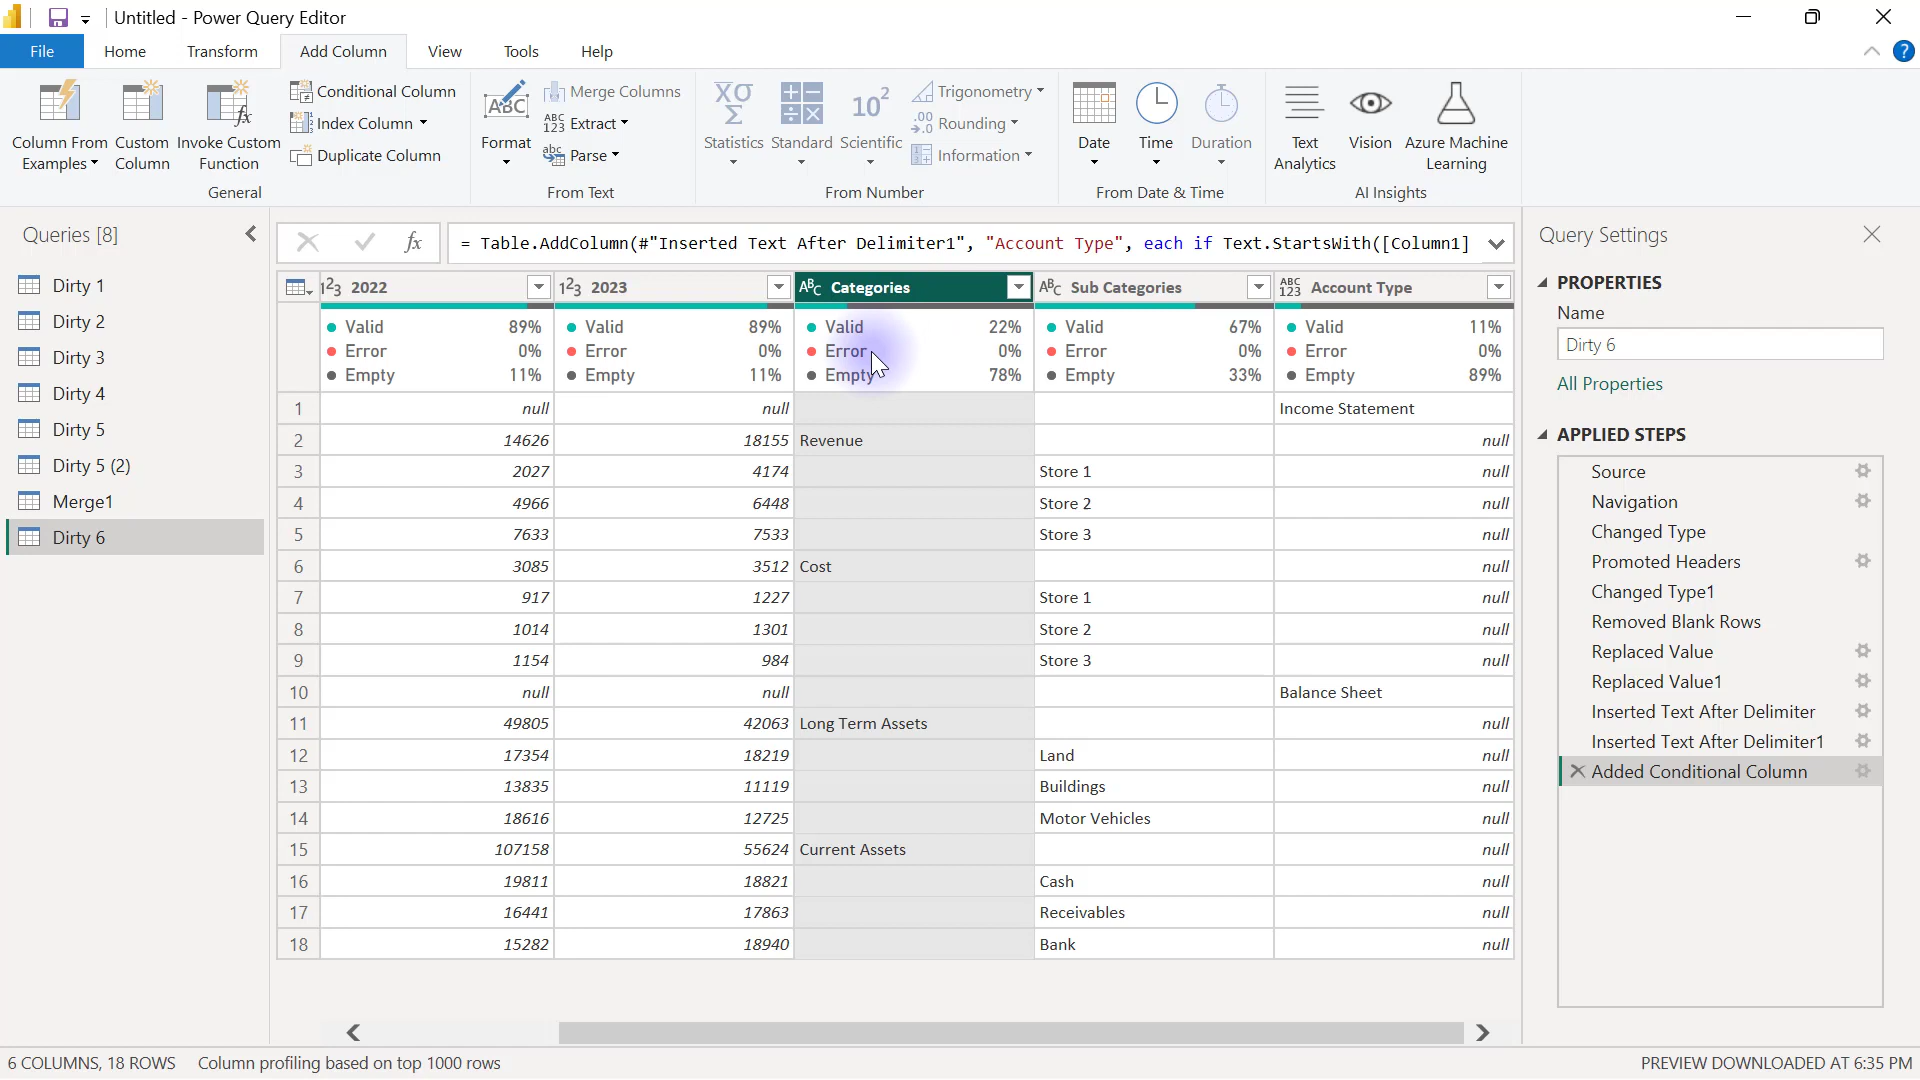 Untitled - Power Query Editor
File Home Transform Add Column View Tools Help
Column From Examples
Custom Column
Invoke Custom Function
Conditional Column
Index Column
Duplicate Column
General
Format
Merge Columns
Extract
Parse
From Text
Statistics
Standard
Scientific
Trigonometry
Rounding
Information
From Number
Date
Time
Duration
From Date & Time
Text Analytics
Vision
Azure Machine Learning
AI Insights
Queries [8]
Dirty 1
Dirty 2
Dirty 3
Dirty 4
Dirty 5
Dirty 5 (2)
Merge1
Dirty 6
= Table.AddColumn(#"Inserted Text After Delimiter1", "Account Type", each if Text.StartsWith([Column1]
2022 2023 Categories Sub Categories Account Type
Valid 89% Valid 89% Valid 22% Valid 67% Valid 11%
Error 0% Error 0% Error 0% Error 0% Error 0%
Empty 11% Empty 11% Empty 78% Empty 33% Empty 89%
1 null null Income Statement
2 14626 18155 Revenue null
3 2027 4174 Store 1 null
4 4966 6448 Store 2 null
5 7633 7533 Store 3 null
6 3085 3512 Cost null
7 917 1227 Store 1 null
8 1014 1301 Store 2 null
9 1154 984 Store 3 null
10 null null Balance Sheet
11 49805 42063 Long Term Assets null
12 17354 18219 Land null
13 13835 11119 Buildings null
14 18616 12725 Motor Vehicles null
15 107158 55624 Current Assets null
16 19811 18821 Cash null
17 16441 17863 Receivables null
18 15282 18940 Bank null
Query Settings
PROPERTIES
Name
Dirty 6
All Properties
APPLIED STEPS
Source
Navigation
Changed Type
Promoted Headers
Changed Type1
Removed Blank Rows
Replaced Value
Replaced Value1
Inserted Text After Delimiter
Inserted Text After Delimiter1
Added Conditional Column
6 COLUMNS, 18 ROWS Column profiling based on top 1000 rows
PREVIEW DOWNLOADED AT 6:35 PM